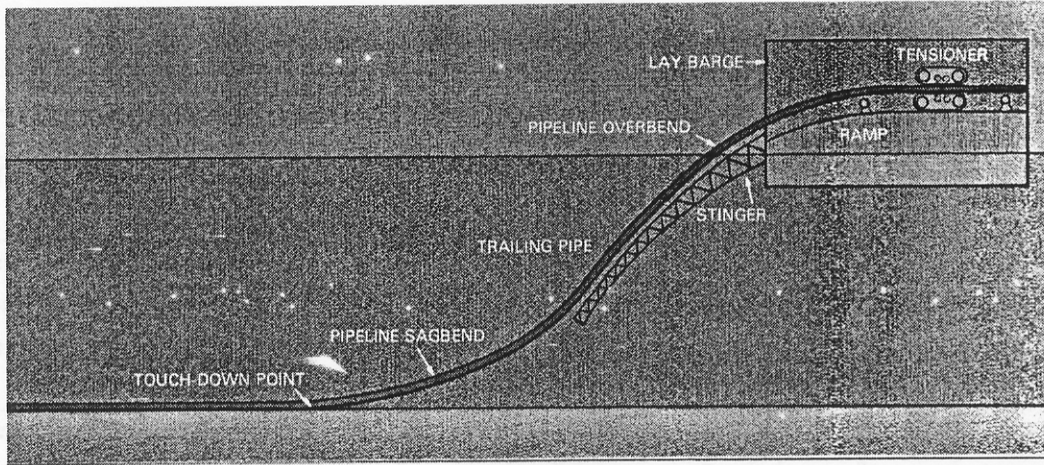 TENSIONER
LAY BARGE
PIPELINE OVERBEND
RAMP
STINGER
TRAILING PIPE
PIPELINE SAGBEND
TOUCH-DOWN POINT